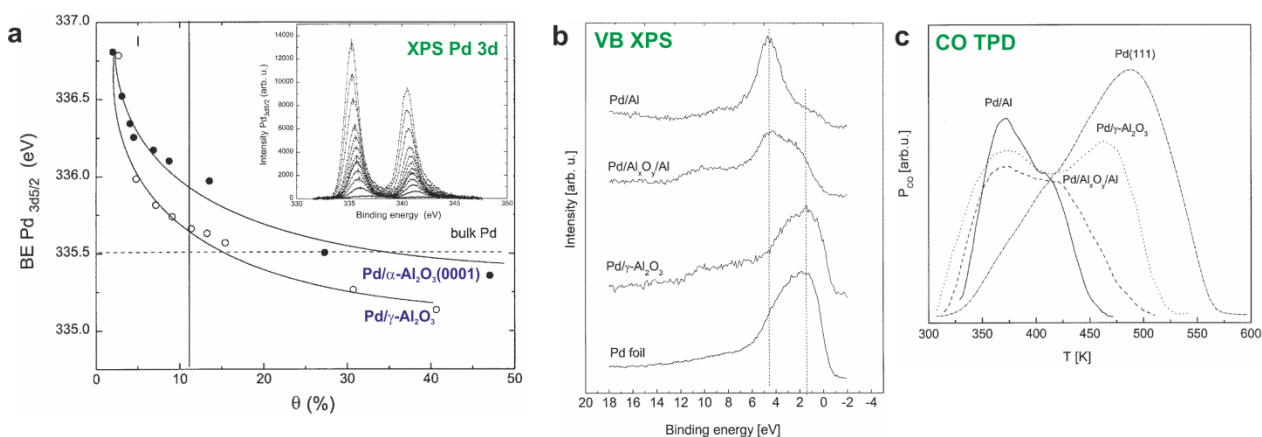 a
337.0
336.5
336.0
335.5
335.0
BE Pd 3d5/2 (eV)
0 10 20 30 40 50
θ (%)
I
bulk Pd
Pd/α-Al2O3(0001)
Pd/γ-Al2O3
XPS Pd 3d
14000
12000
10000
8000
6000
4000
2000
0
Intensity Pd3d5/2 (arb. u.)
330 335 340 345 350
Binding energy (eV)
b
VB XPS
Pd/Al
Pd/AlxOy/Al
Pd/γ-Al2O3
Pd foil
Intensity [arb. u.]
20 18 16 14 12 10 8 6 4 2 0 -2 -4
Binding energy [eV]
c
CO TPD
Pd(111)
Pd/Al
Pd/γ-Al2O3
Pd/AlxOy/Al
PCO [arb.u.]
300 350 400 450 500 550 600
T [K]